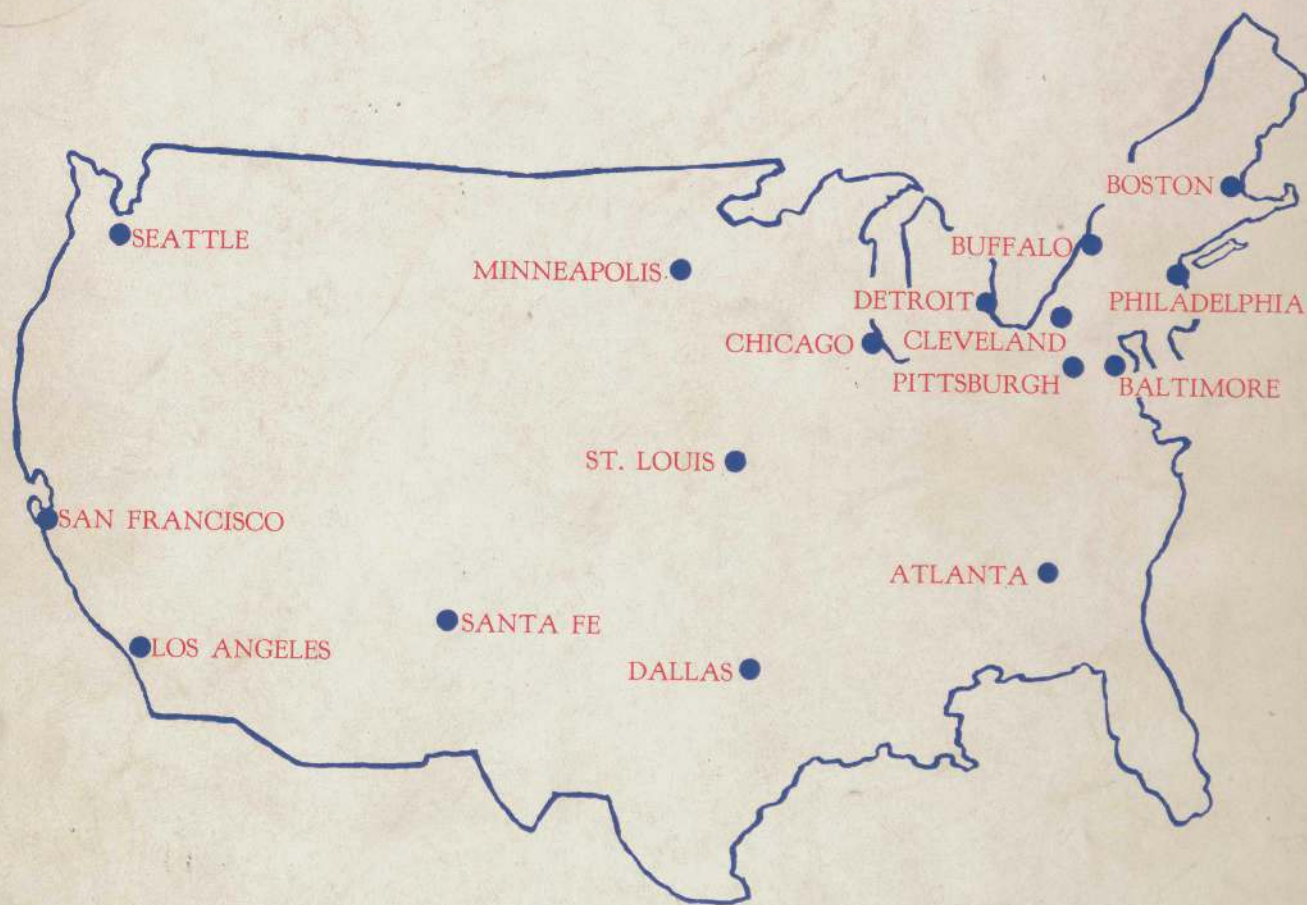 BOSTON
SEATTLE
BUFFALO
MINNEAPOLIS
DETROIT
PHILADELPHIA
CHICAGO
CLEVELAND
PITTSBURGH
BALTIMORE
ST. LOUIS
SAN FRANCISCO
ATLANTA
SANTA FE
LOS ANGELES
DALLAS